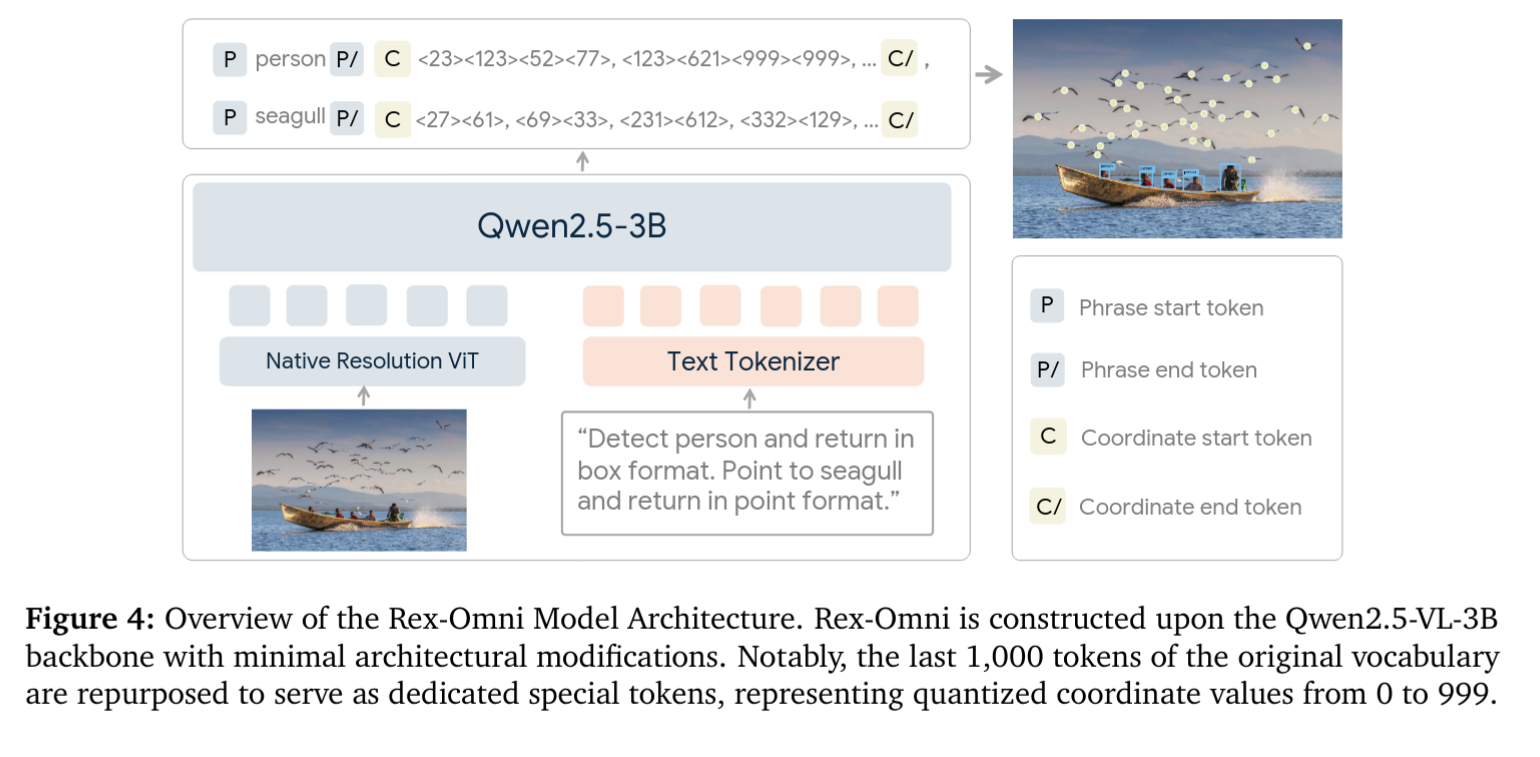 P person P/ C <23><123><52><77>, <123><621><999><999>, ... C/ ,
P seagull P/ C <27><61>, <69><33>, <231><612>, <332><129>, ... C/
Qwen2.5-3B
Native Resolution ViT
Text Tokenizer
“Detect person and return in
box format. Point to seagull
and return in point format.”
P Phrase start token
P/ Phrase end token
C Coordinate start token
C/ Coordinate end token
Figure 4: Overview of the Rex-Omni Model Architecture. Rex-Omni is constructed upon the Qwen2.5-VL-3B
backbone with minimal architectural modifications. Notably, the last 1,000 tokens of the original vocabulary
are repurposed to serve as dedicated special tokens, representing quantized coordinate values from 0 to 999.